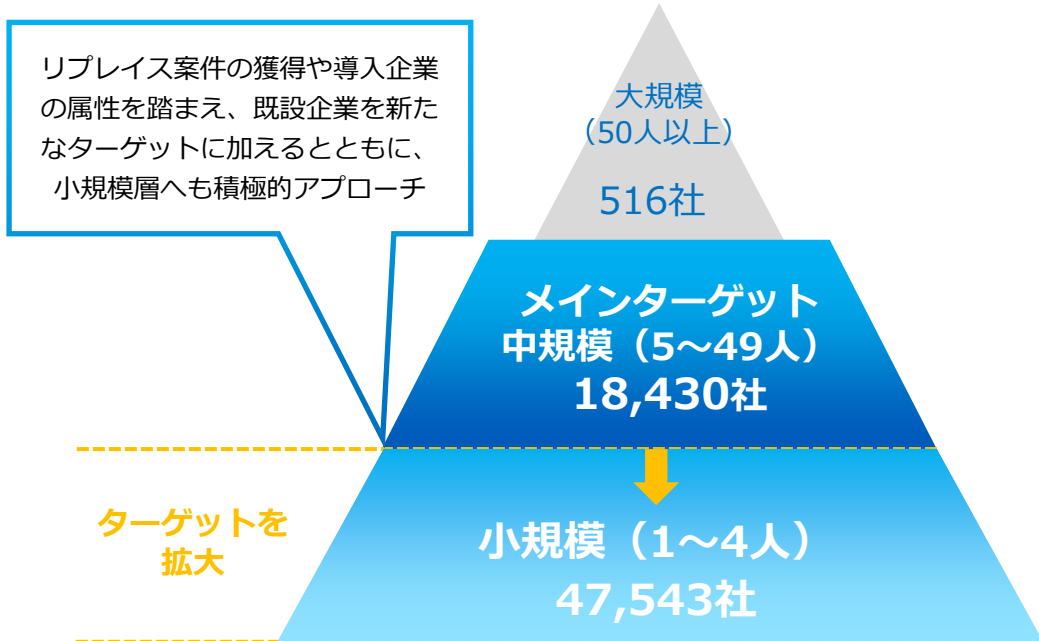 リプレイス案件の獲得や導入企業
の属性を踏まえ、既設企業を新た
なターゲットに加えるとともに、
小規模層へも積極的アプローチ
大規模
（50人以上）
516社
メインターゲット
中規模（5～49人）
18,430社
ターゲットを
拡大
小規模（1～4人）
47,543社